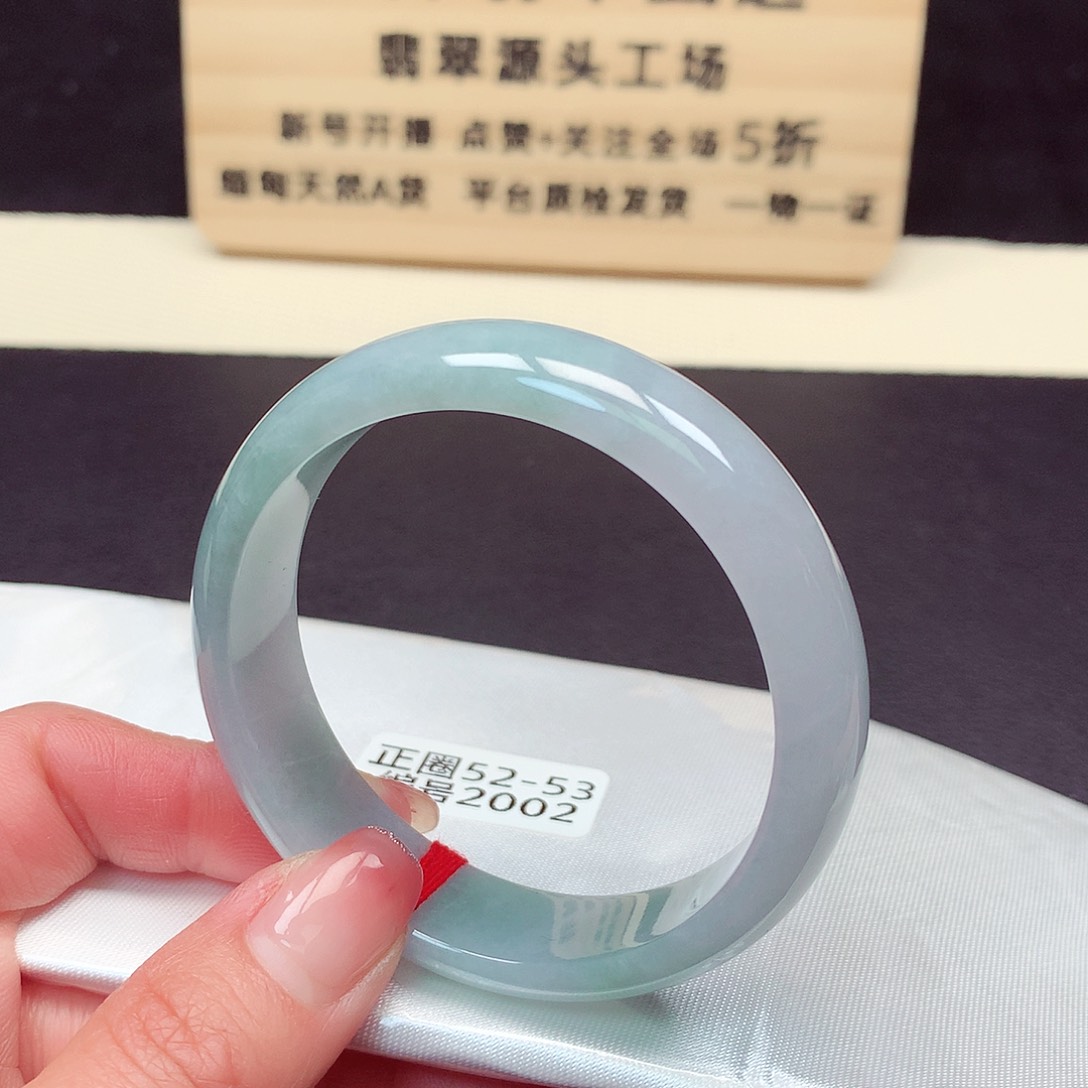 翡翠源头工场
新号开播 点赞+关注全场5折
缅甸天然A货 平台质检发货 一物一证
正圈52-53
编号2002